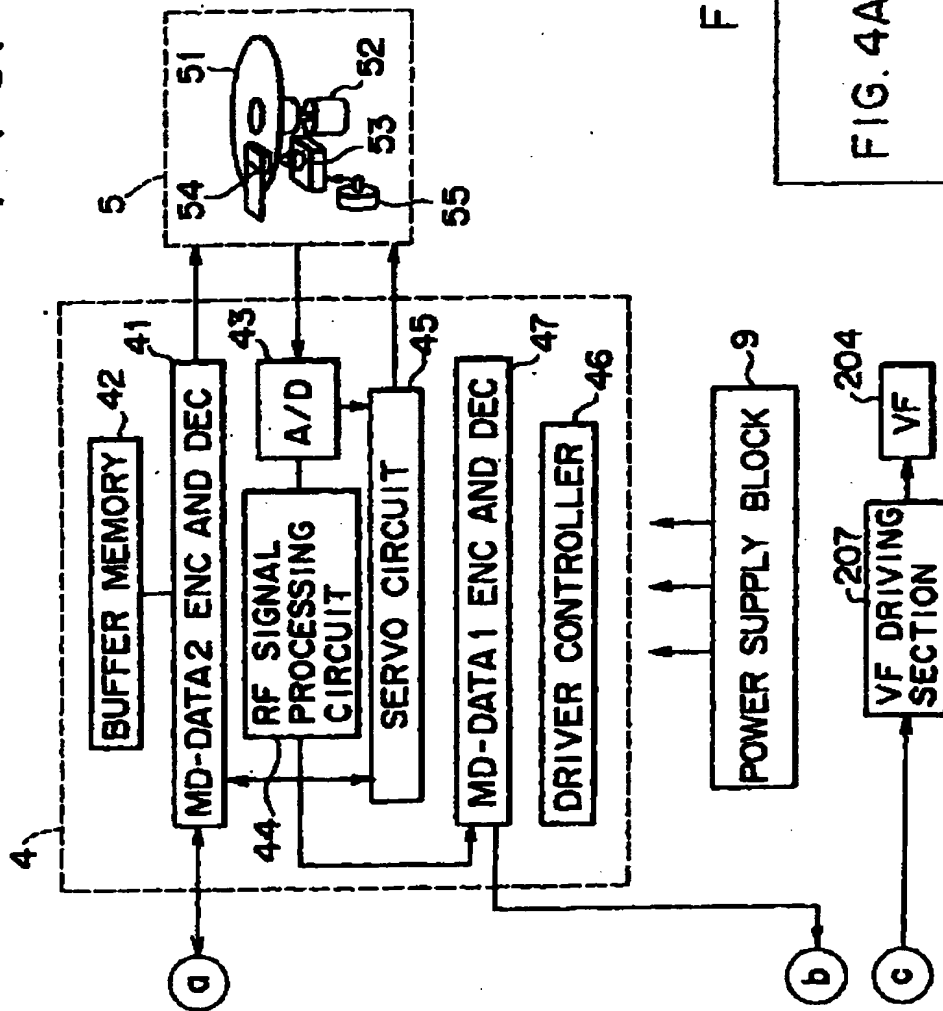 4
BUFFER MEMORY
42
41
MD-DATA2 ENC AND DEC
a
RF SIGNAL
PROCESSING
CIRCUIT
44
A/D
43
SERVO CIRCUIT
45
MD-DATA1 ENC AND DEC
47
DRIVER CONTROLLER
46
b
5
51
52
53
54
55
POWER SUPPLY BLOCK
9
c
VF DRIVING
SECTION
207
VF
204
F
FIG. 4A